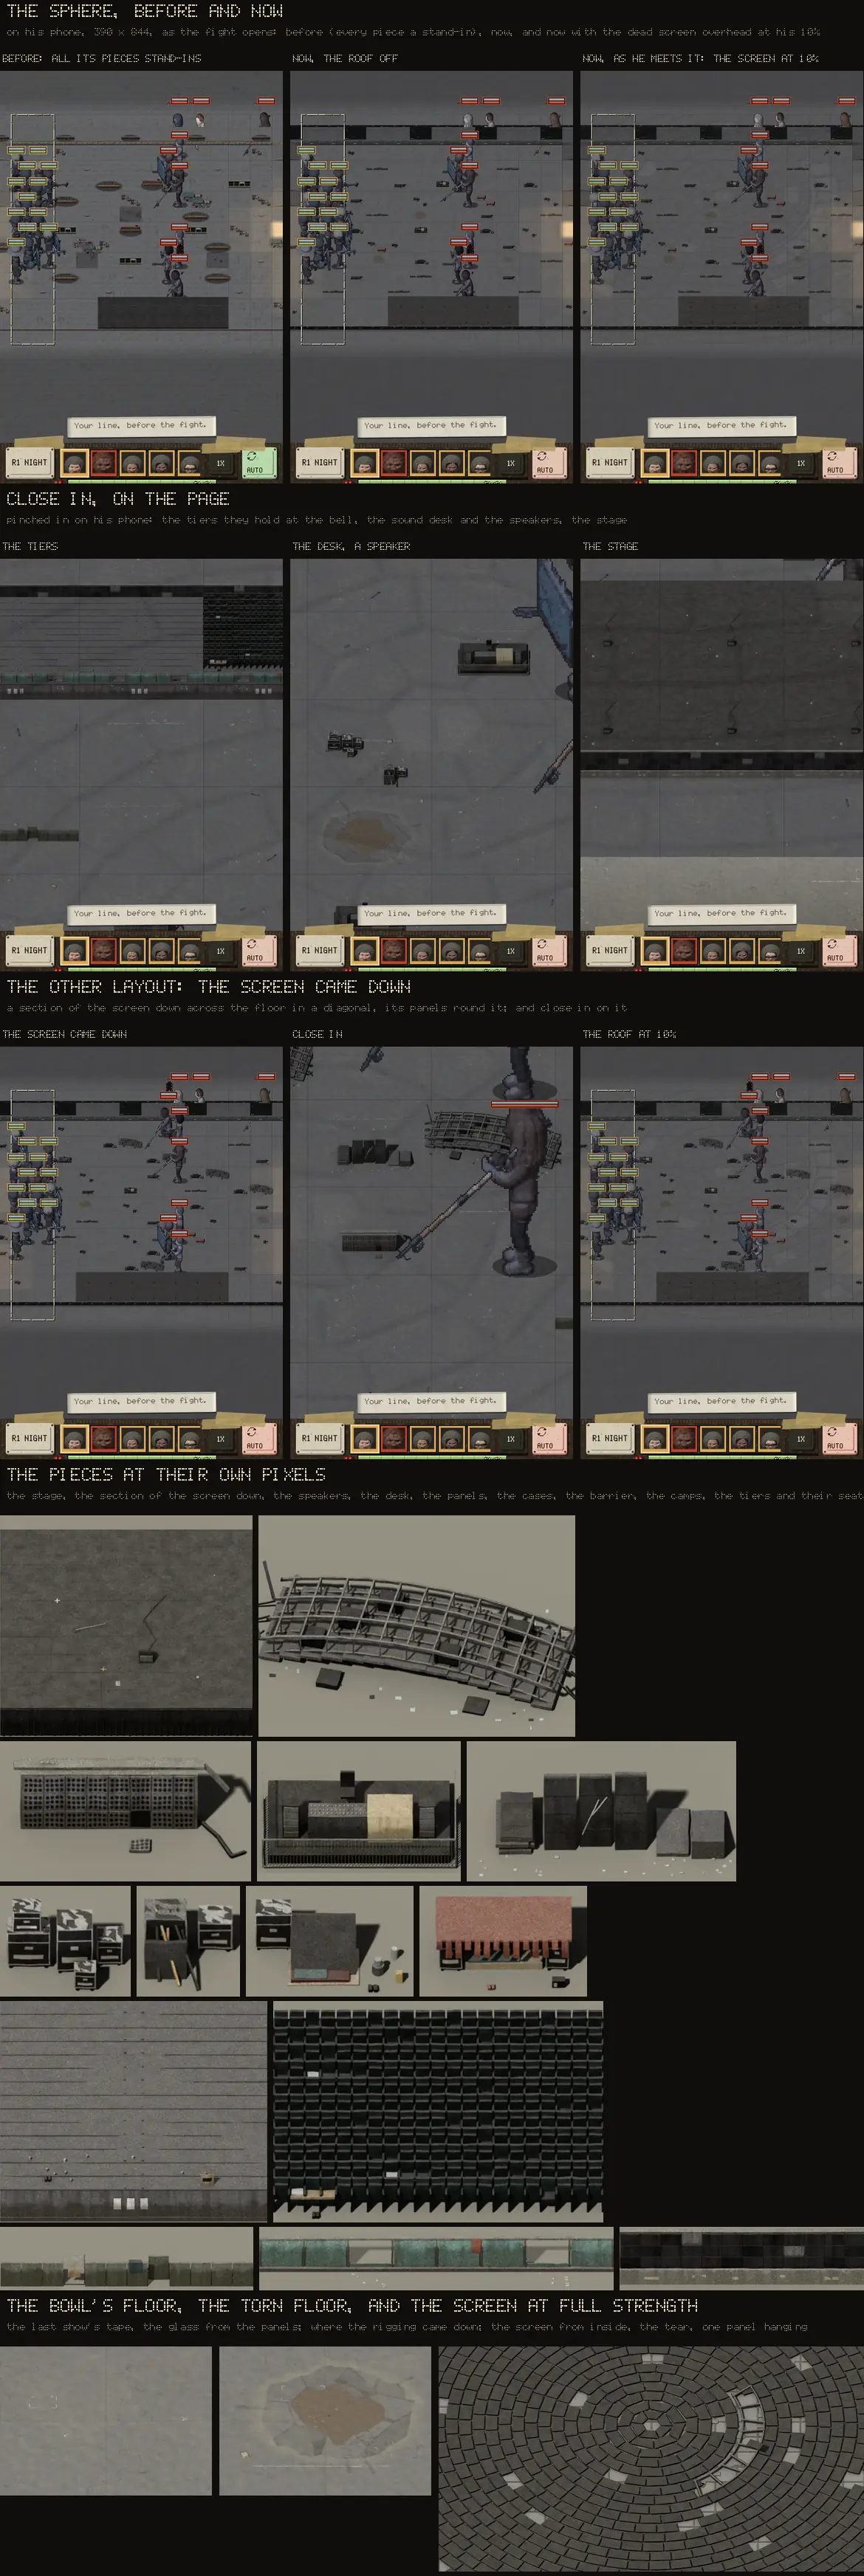 THE SPHERE, BEFORE AND NOW
on his phone, 390 x 844, as the fight opens: before (every piece a stand-in), now, and now with the dead screen overhead at his 10%
BEFORE: ALL ITS PIECES STAND-INS
NOW, THE ROOF OFF
NOW, AS HE MEETS IT: THE SCREEN AT 10%
Your line, before the fight.
Your line, before the fight.
Your line, before the fight.
R1 NIGHT
1X
AUTO
R1 NIGHT
1X
AUTO
R1 NIGHT
1X
AUTO
CLOSE IN, ON THE PAGE
pinched in on his phone: the tiers they hold at the bell, the sound desk and the speakers, the stage
THE TIERS
THE DESK, A SPEAKER
THE STAGE
Your line, before the fight.
Your line, before the fight.
Your line, before the fight.
R1 NIGHT
1X
AUTO
R1 NIGHT
1X
AUTO
R1 NIGHT
1X
AUTO
THE OTHER LAYOUT: THE SCREEN CAME DOWN
a section of the screen down across the floor in a diagonal, its panels round it; and close in on it
THE SCREEN CAME DOWN
CLOSE IN
THE ROOF AT 10%
Your line, before the fight.
Your line, before the fight.
Your line, before the fight.
R1 NIGHT
1X
AUTO
R1 NIGHT
1X
AUTO
R1 NIGHT
1X
AUTO
THE PIECES AT THEIR OWN PIXELS
the stage, the section of the screen down, the speakers, the desk, the panels, the cases, the barrier, the camps, the tiers and their seat
THE BOWL'S FLOOR, THE TORN FLOOR, AND THE SCREEN AT FULL STRENGTH
the last show's tape, the glass from the panels; where the rigging came down; the screen from inside, the tear, one panel hanging